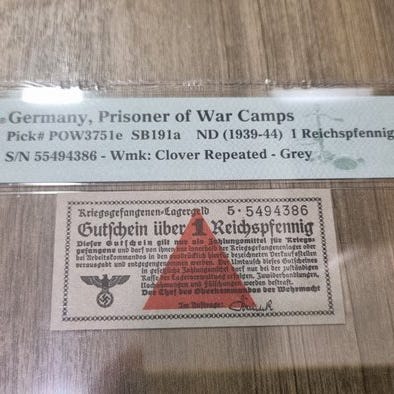 Germany, Prisoner of War Camps
Pick# POW3751e SB191a ND (1939-44) 1 Reichspfennig
S/N 55494386 - Wmk: Clover Repeated - Grey
Kriegsgefangenen-Lagergeld 5·5494386
Gutschein über 1 Reichspfennig
Dieser Gutschein gilt nur als Zahlungsmittel für Kriegs-
gefangene und darf von ihnen nur innerhalb der Kriegsgefangenenlager oder
bei Arbeitskommandos in den ausdrücklich hierfür bezeichneten Verkaufsstellen
verausgabt und entgegengenommen werden. Der Umtausch dieses Gutscheines
in gesetzliche Zahlungsmittel darf nur bei der zuständigen
Kasse der Lagerverwaltung erfolgen. Zuwiderhandlungen,
Nachahmungen und Fälschungen werden bestraft.
Der Chef des Oberkommandos der Wehrmacht
Im Auftrage: